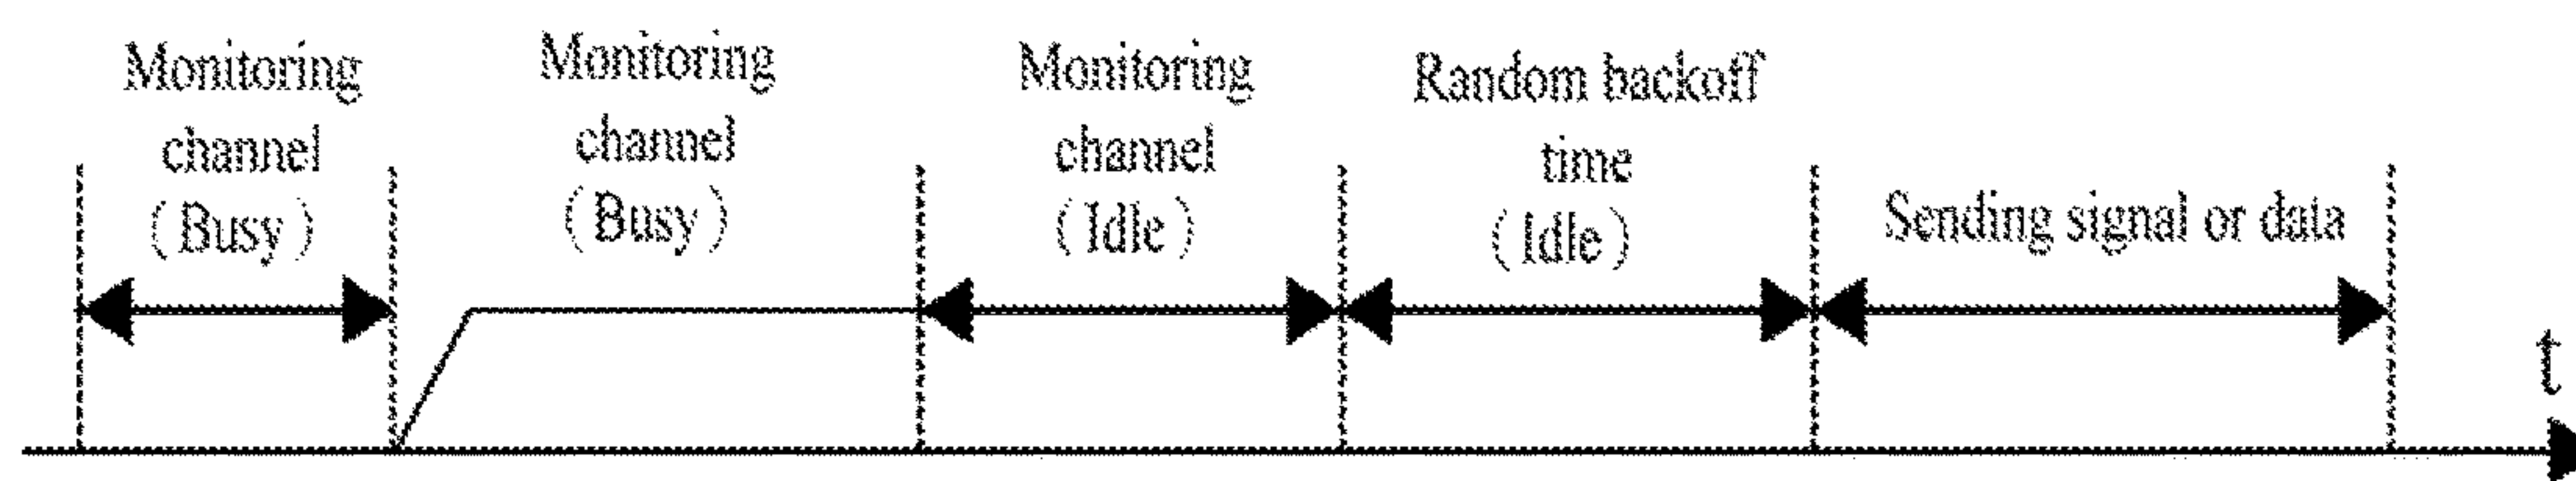 Monitoring
channel
( Busy )
Monitoring
channel
( Busy )
Monitoring
channel
( Idle )
Random backoff
time
( Idle )
Sending signal or data
t